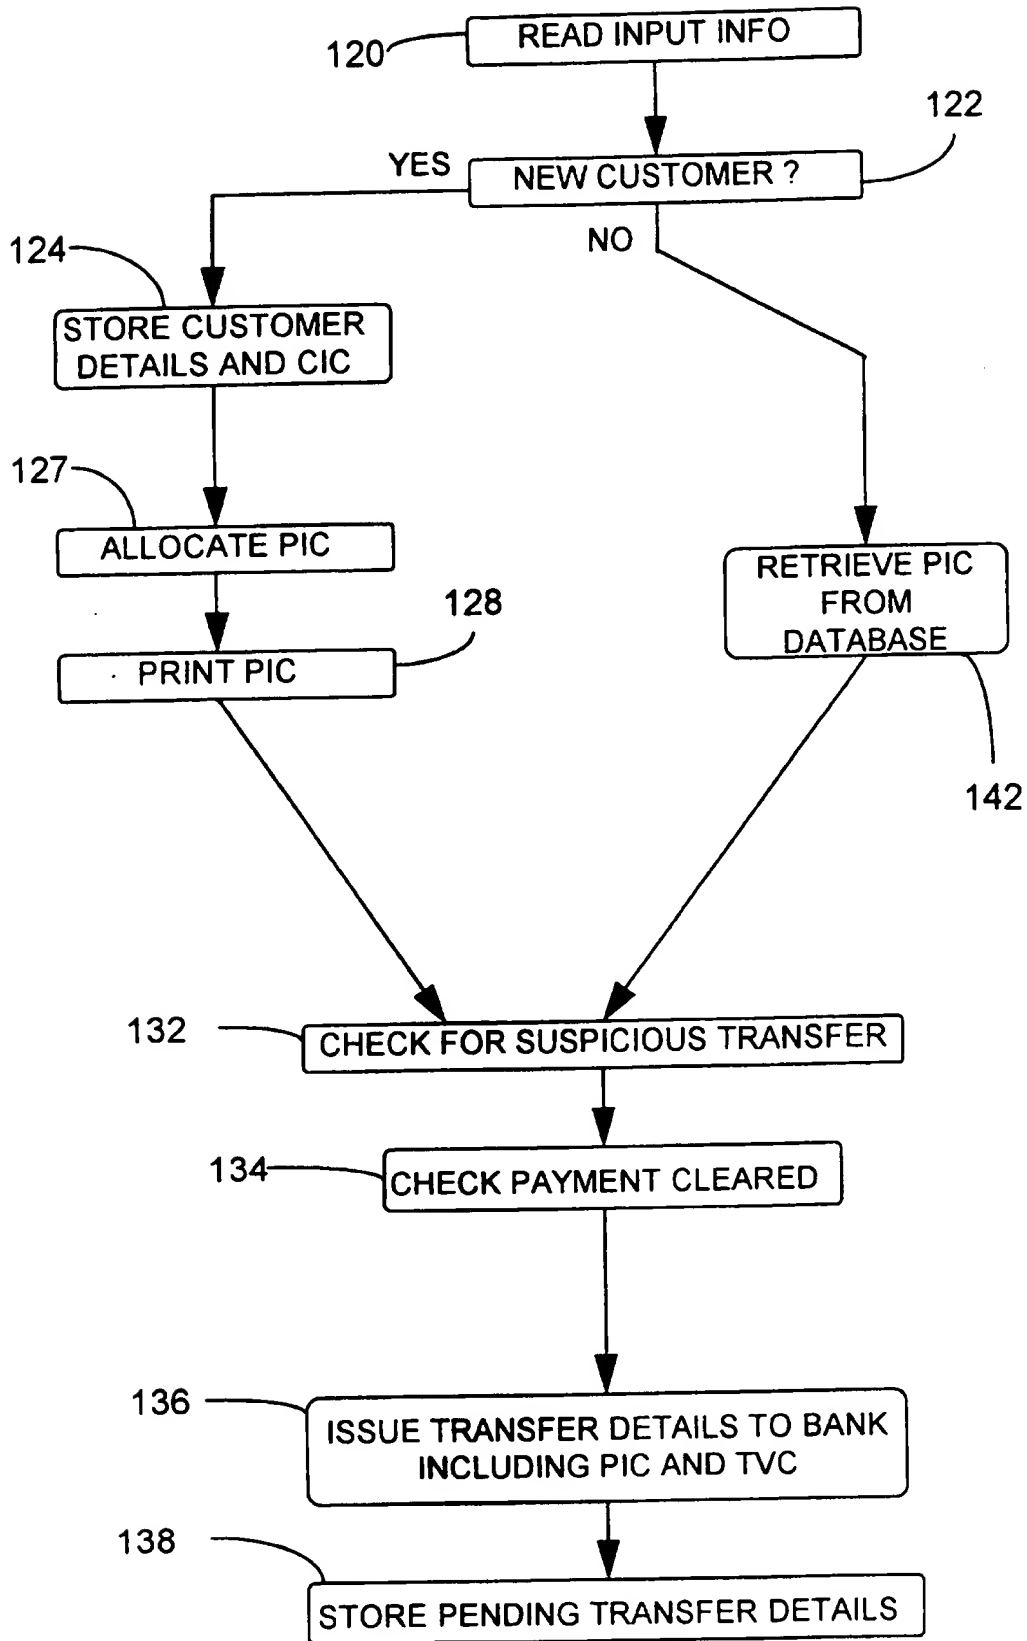 READ INPUT INFO
120
122
YES
NEW CUSTOMER ?
NO
124
STORE CUSTOMER
DETAILS AND CIC
127
ALLOCATE PIC
128
PRINT PIC
RETRIEVE PIC
FROM
DATABASE
142
132
CHECK FOR SUSPICIOUS TRANSFER
134
CHECK PAYMENT CLEARED
136
ISSUE TRANSFER DETAILS TO BANK
INCLUDING PIC AND TVC
138
STORE PENDING TRANSFER DETAILS